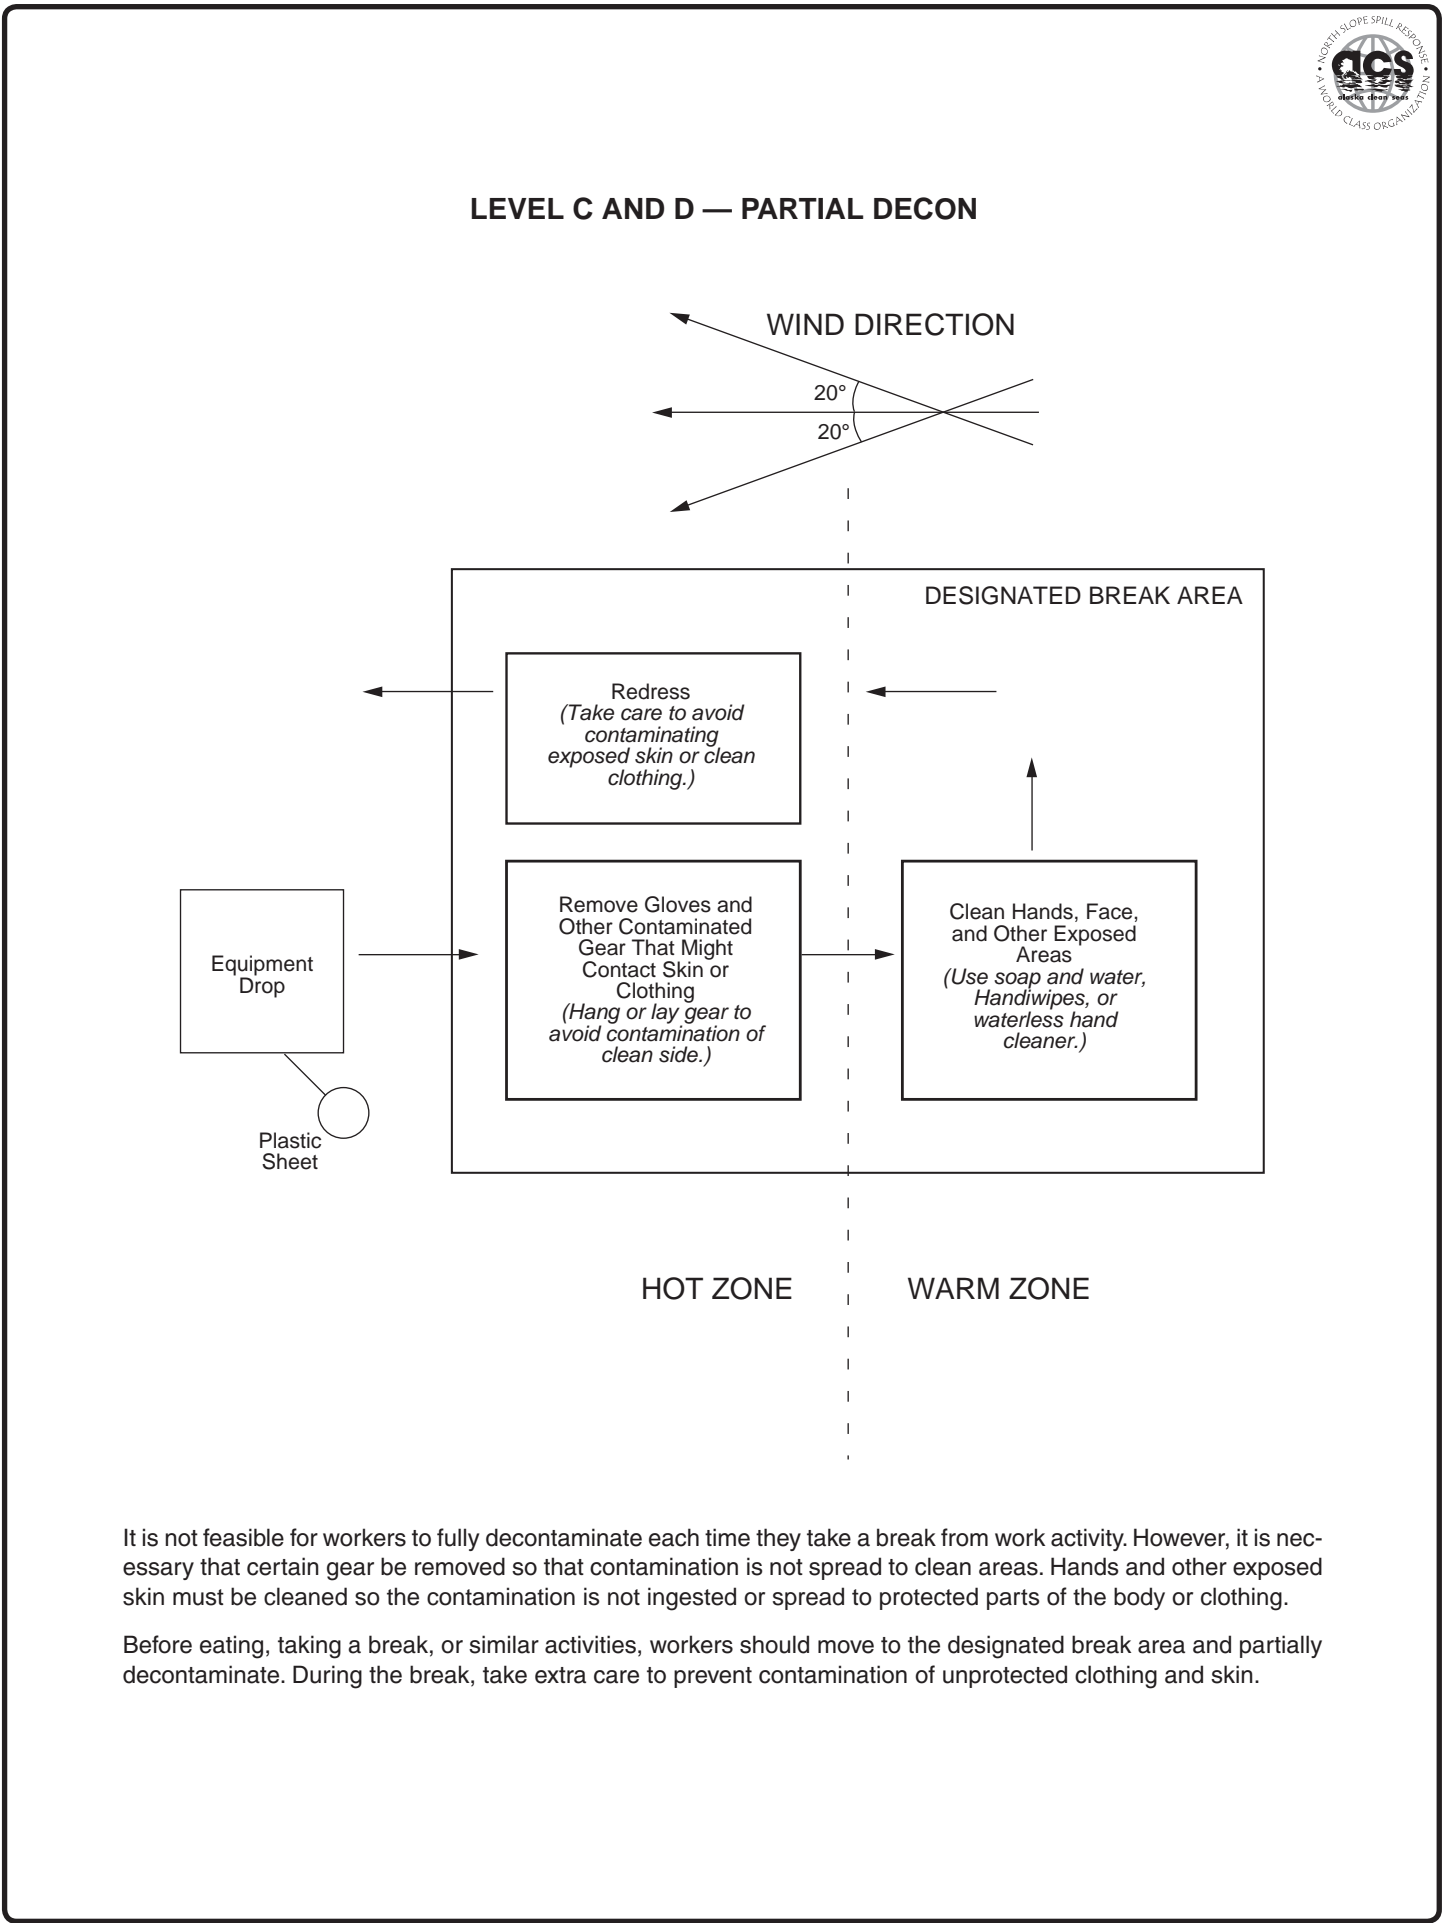 NORTH SLOPE SPILL RESPONSE
acs
alaska clean seas
A WORLD CLASS ORGANIZATION
LEVEL C AND D — PARTIAL DECON
WIND DIRECTION
20°
20°
DESIGNATED BREAK AREA
Redress
(Take care to avoid
contaminating
exposed skin or clean
clothing.)
Equipment
Drop
Plastic
Sheet
Remove Gloves and
Other Contaminated
Gear That Might
Contact Skin or
Clothing
(Hang or lay gear to
avoid contamination of
clean side.)
Clean Hands, Face,
and Other Exposed
Areas
(Use soap and water,
Handiwipes, or
waterless hand
cleaner.)
HOT ZONE
WARM ZONE
It is not feasible for workers to fully decontaminate each time they take a break from work activity. However, it is nec-
essary that certain gear be removed so that contamination is not spread to clean areas. Hands and other exposed
skin must be cleaned so the contamination is not ingested or spread to protected parts of the body or clothing.
Before eating, taking a break, or similar activities, workers should move to the designated break area and partially
decontaminate. During the break, take extra care to prevent contamination of unprotected clothing and skin.